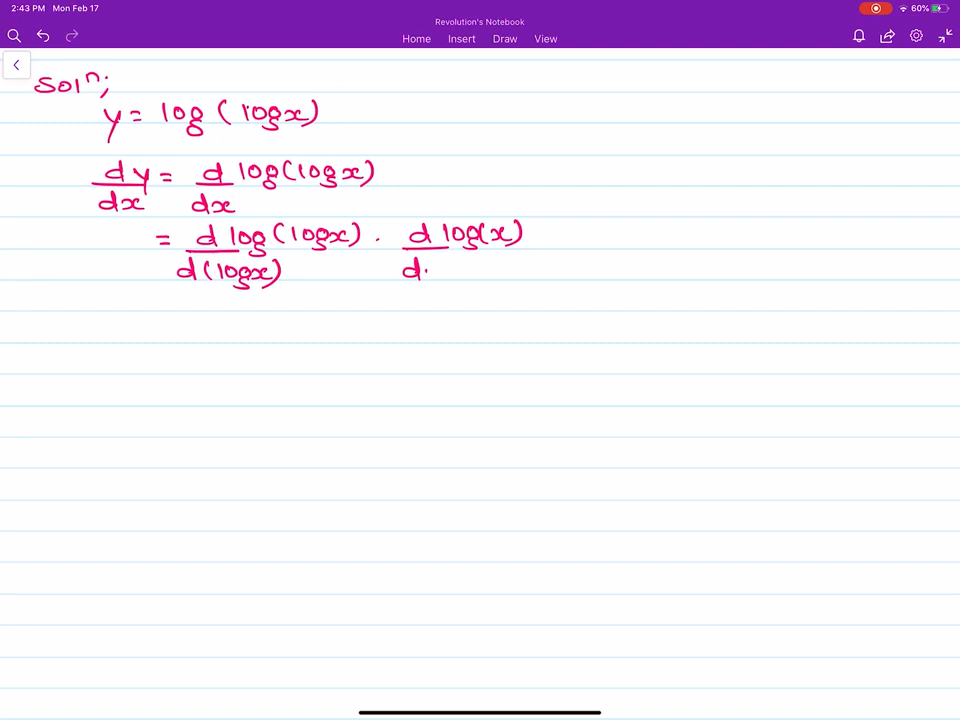 2:43 PM Mon Feb 17
60%
Revolution's Notebook
Home Insert Draw View
Solⁿ;
y = log (logx)
dy/dx = d/dx log(logx)
= d log(logx)/d(logx) · d log(x)/d.